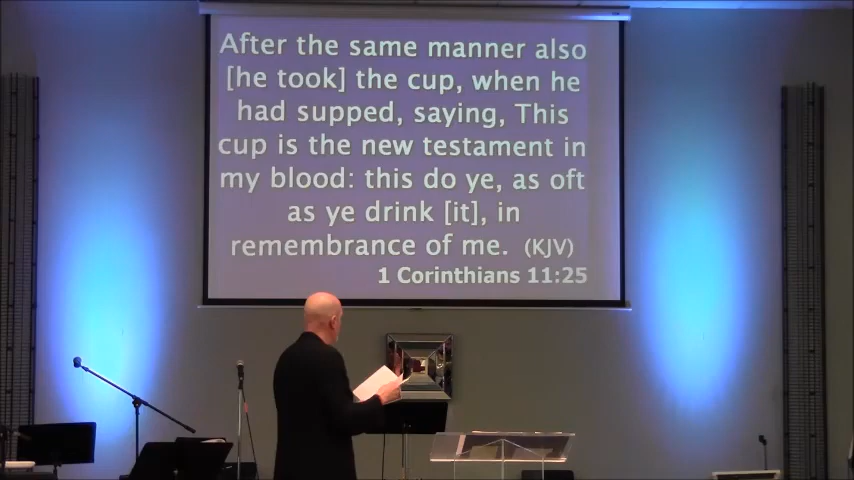 After the same manner also
[he took] the cup, when he
had supped, saying, This
cup is the new testament in
my blood: this do ye, as oft
as ye drink [it], in
remembrance of me. (KJV)
1 Corinthians 11:25